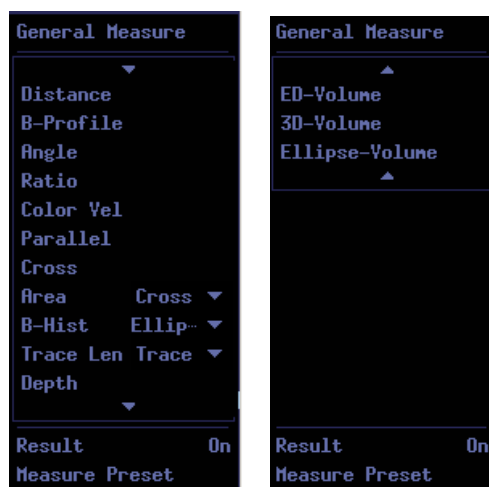 General Measure
Distance
B-Profile
Angle
Ratio
Color Vel
Parallel
Cross
Area Cross
B-Hist Ellip…
Trace Len Trace
Depth
Result On
Measure Preset
General Measure
ED-Volume
3D-Volume
Ellipse-Volume
Result On
Measure Preset